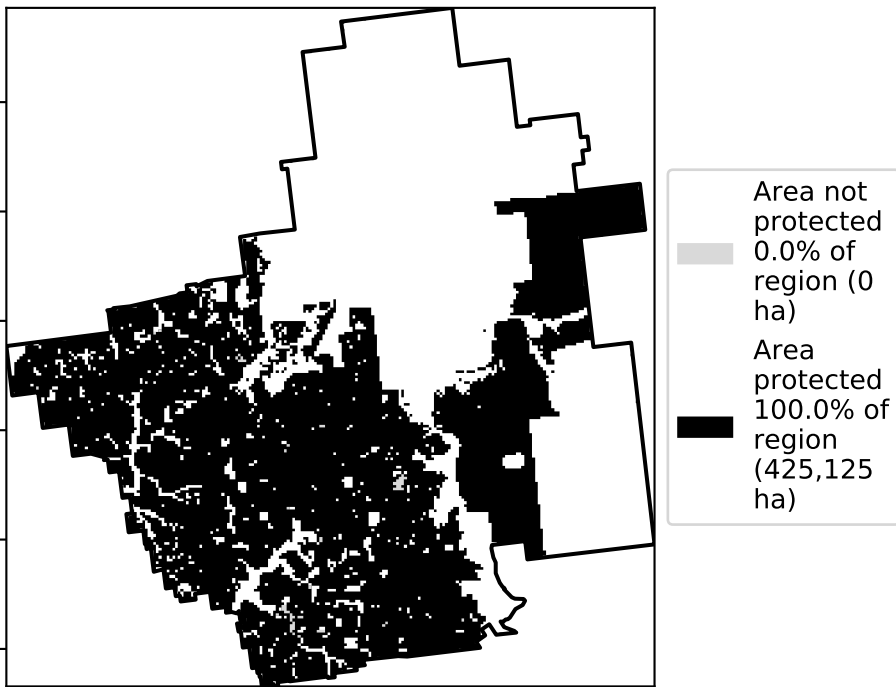 Area not
protected
0.0% of
region (0
ha)
Area
protected
100.0% of
region
(425,125
ha)